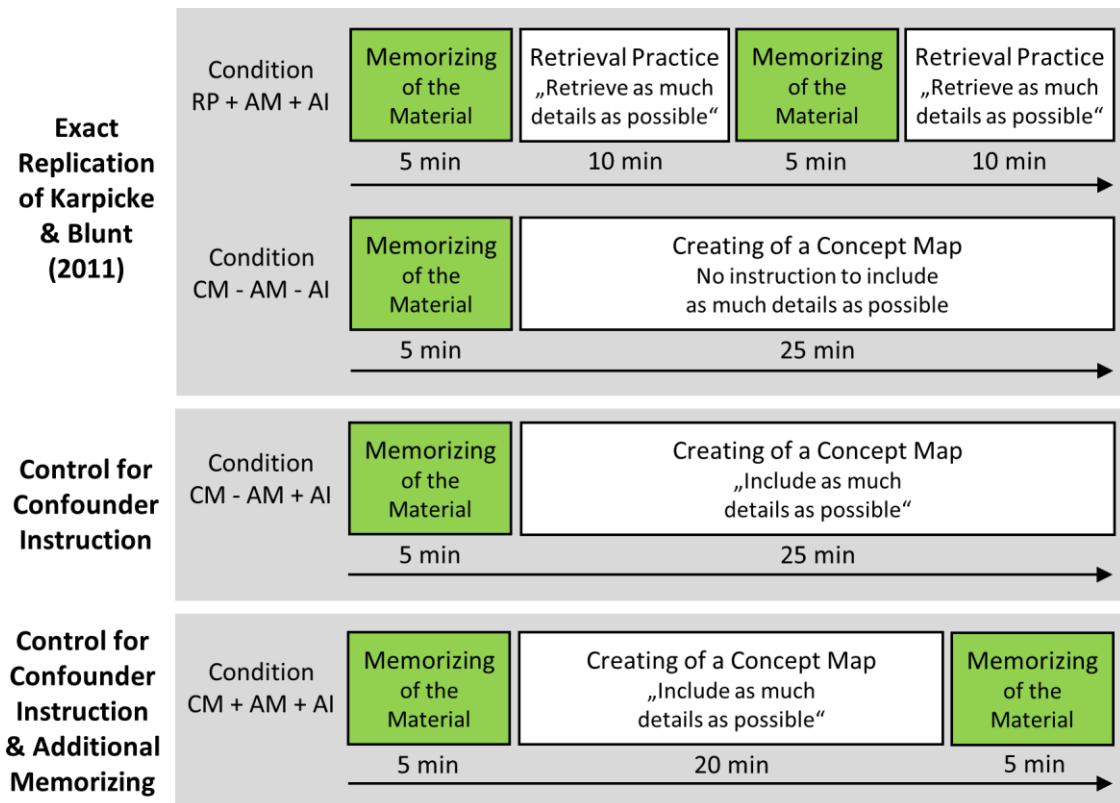 Exact
Replication
of Karpicke
& Blunt
(2011)
Condition
RP + AM + AI
Memorizing
of the
Material
5 min
Retrieval Practice
„Retrieve as much
details as possible“
10 min
Memorizing
of the
Material
5 min
Retrieval Practice
„Retrieve as much
details as possible“
10 min
Condition
CM - AM - AI
Memorizing
of the
Material
5 min
Creating of a Concept Map
No instruction to include
as much details as possible
25 min
Control for
Confounder
Instruction
Condition
CM - AM + AI
Memorizing
of the
Material
5 min
Creating of a Concept Map
„Include as much
details as possible“
25 min
Control for
Confounder
Instruction
& Additional
Memorizing
Condition
CM + AM + AI
Memorizing
of the
Material
5 min
Creating of a Concept Map
„Include as much
details as possible“
20 min
Memorizing
of the
Material
5 min